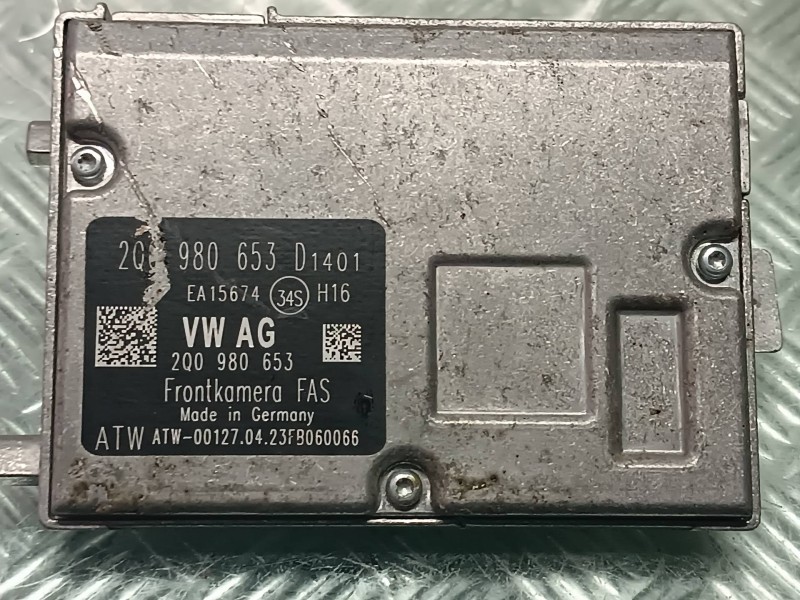 2Q0 980 653 D1401
EA15674 34S H16
VW AG
2Q0 980 653
Frontkamera FAS
Made in Germany
ATW ATW-00127.04.23FB060066